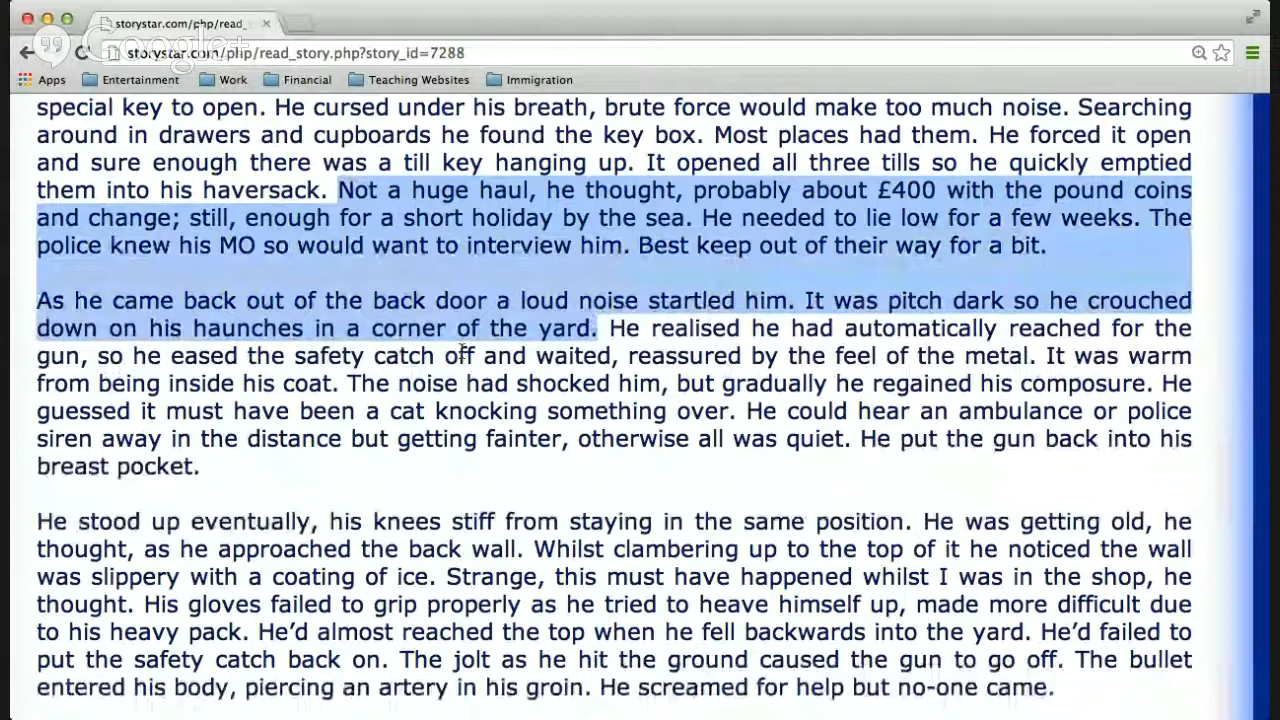 storystar.com/php/read_
Google+
storystar.com/php/read_story.php?story_id=7288
Apps Entertainment Work Financial Teaching Websites Immigration
special key to open. He cursed under his breath, brute force would make too much noise. Searching
around in drawers and cupboards he found the key box. Most places had them. He forced it open
and sure enough there was a till key hanging up. It opened all three tills so he quickly emptied
them into his haversack. Not a huge haul, he thought, probably about £400 with the pound coins
and change; still, enough for a short holiday by the sea. He needed to lie low for a few weeks. The
police knew his MO so would want to interview him. Best keep out of their way for a bit.
As he came back out of the back door a loud noise startled him. It was pitch dark so he crouched
down on his haunches in a corner of the yard. He realised he had automatically reached for the
gun, so he eased the safety catch off and waited, reassured by the feel of the metal. It was warm
from being inside his coat. The noise had shocked him, but gradually he regained his composure. He
guessed it must have been a cat knocking something over. He could hear an ambulance or police
siren away in the distance but getting fainter, otherwise all was quiet. He put the gun back into his
breast pocket.
He stood up eventually, his knees stiff from staying in the same position. He was getting old, he
thought, as he approached the back wall. Whilst clambering up to the top of it he noticed the wall
was slippery with a coating of ice. Strange, this must have happened whilst I was in the shop, he
thought. His gloves failed to grip properly as he tried to heave himself up, made more difficult due
to his heavy pack. He’d almost reached the top when he fell backwards into the yard. He’d failed to
put the safety catch back on. The jolt as he hit the ground caused the gun to go off. The bullet
entered his body, piercing an artery in his groin. He screamed for help but no-one came.